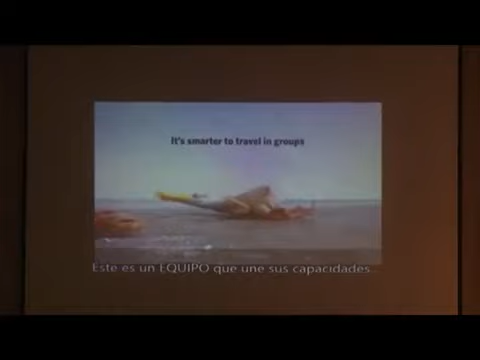 It's smarter to travel in groups
Este es un EQUIPO que une sus capacidades...